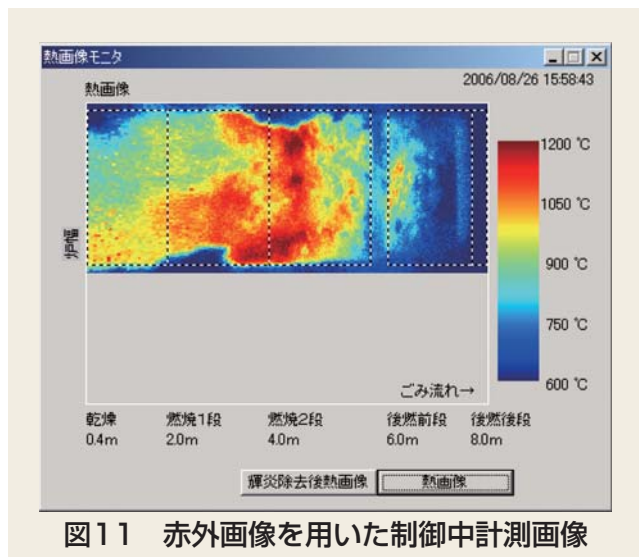 熱画像モニタ
2006/08/26 15:58:43
熱画像
1200 ℃
1050 ℃
900 ℃
750 ℃
600 ℃
炉幅
ごみ流れ→
乾燥 燃焼1段 燃焼2段 後燃前段 後燃後段
0.4m 2.0m 4.0m 6.0m 8.0m
輝炎除去後熱画像 熱画像
図11 赤外画像を用いた制御中計測画像